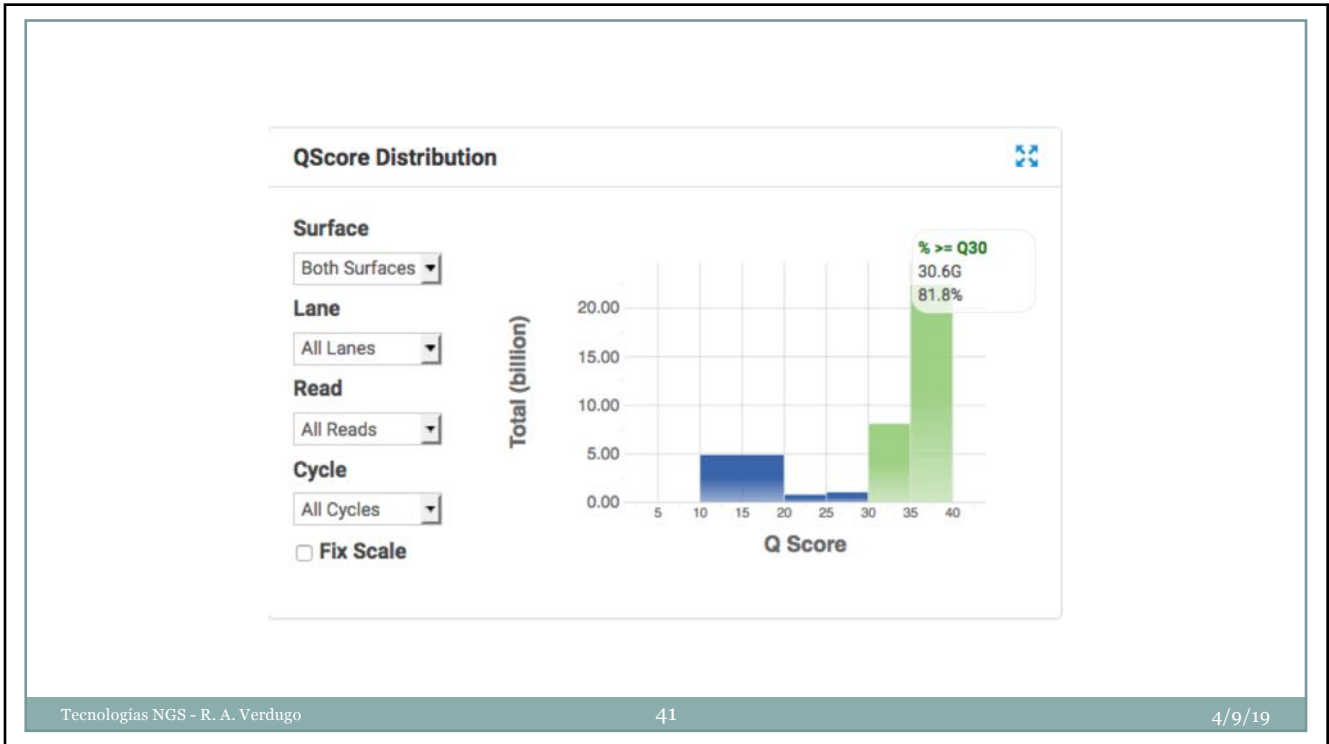 QScore Distribution
Surface
Both Surfaces
Lane
All Lanes
Read
All Reads
Cycle
All Cycles
Fix Scale
% >= Q30
30.6G
81.8%
Total (billion)
20.00
15.00
10.00
5.00
0.00
5 10 15 20 25 30 35 40
Q Score
Tecnologías NGS - R. A. Verdugo 41 4/9/19